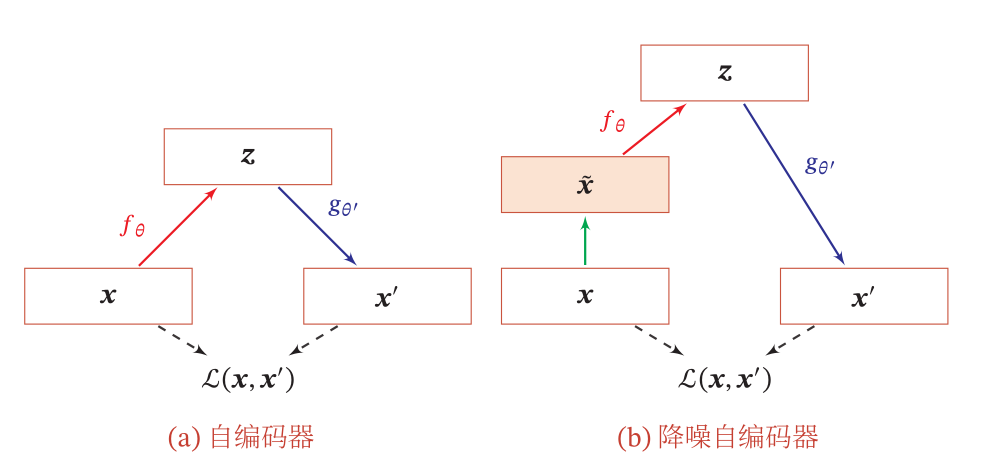 z
f_θ
g_θ′
x
x′
ℒ(x, x′)
(a) 自编码器
z
f_θ
x̃
g_θ′
x
x′
ℒ(x, x′)
(b) 降噪自编码器